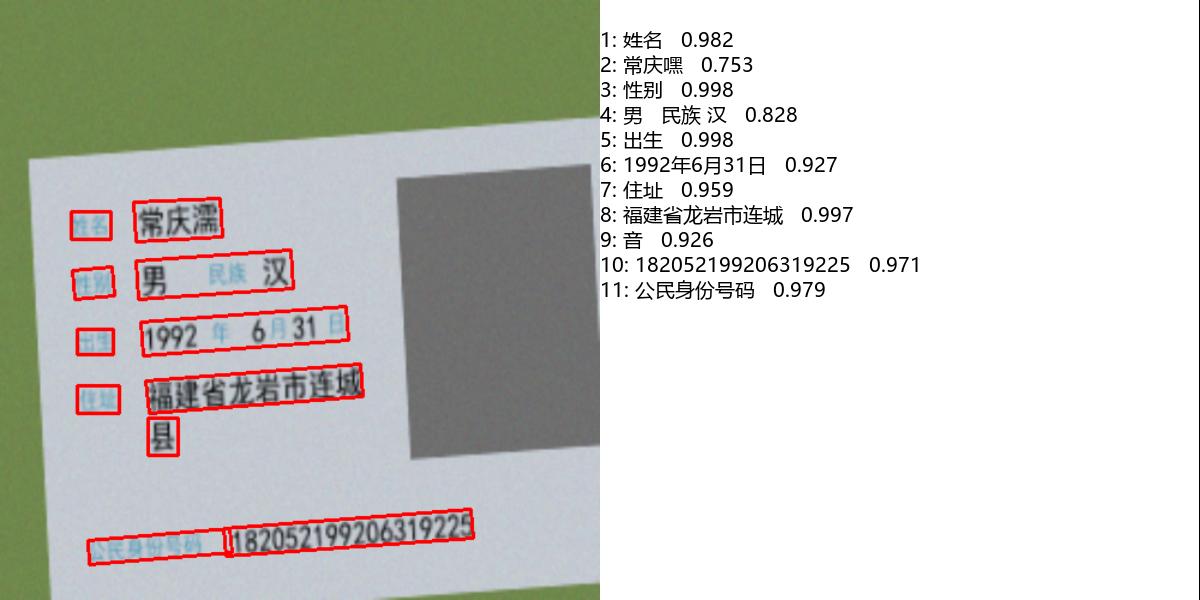 姓名 常庆濡
性别 男 民族 汉
出生 1992 年 6 月 31 日
住址 福建省龙岩市连城
县
公民身份号码 182052199206319225
1: 姓名 0.982
2: 常庆嘿 0.753
3: 性别 0.998
4: 男 民族 汉 0.828
5: 出生 0.998
6: 1992年6月31日 0.927
7: 住址 0.959
8: 福建省龙岩市连城 0.997
9: 音 0.926
10: 182052199206319225 0.971
11: 公民身份号码 0.979